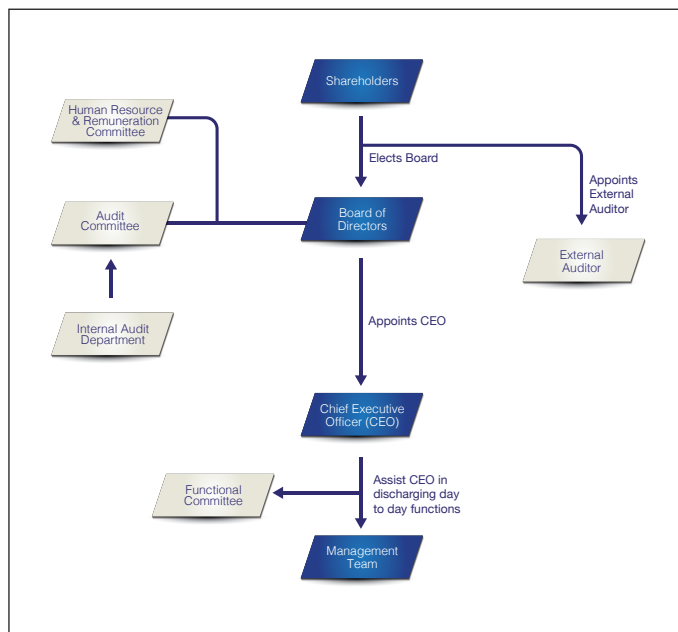 Shareholders
Human Resource
& Remuneration
Committee
Elects Board
Appoints
External
Auditor
Audit
Committee
Board of
Directors
External
Auditor
Internal Audit
Department
Appoints CEO
Chief Executive
Officer (CEO)
Functional
Committee
Assist CEO in
discharging day
to day functions
Management
Team